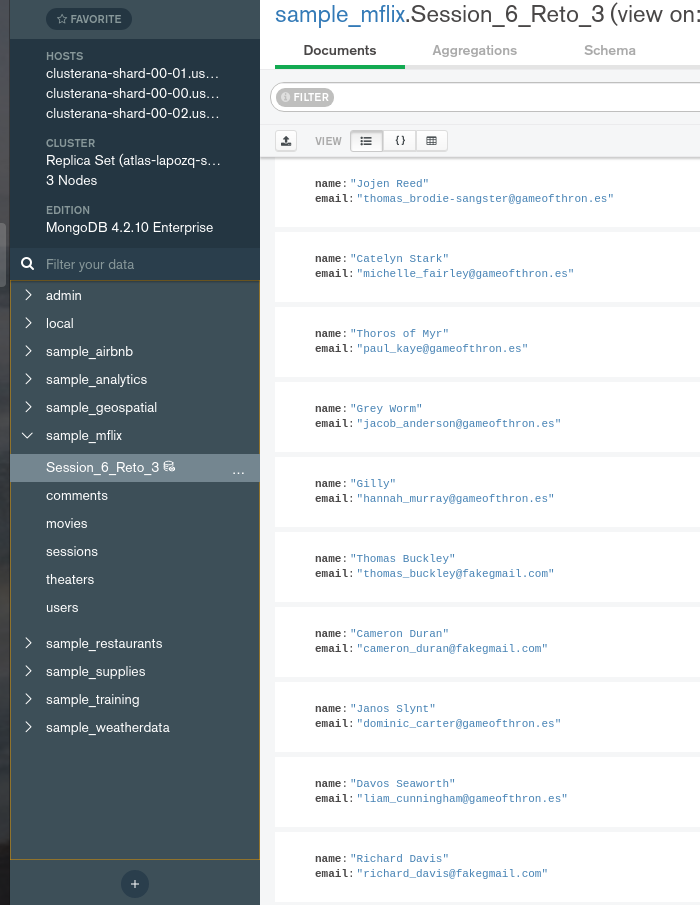 FAVORITE
HOSTS
clusterana-shard-00-01.us…
clusterana-shard-00-00.us…
clusterana-shard-00-02.us…
CLUSTER
Replica Set (atlas-lapozq-s…
3 Nodes
EDITION
MongoDB 4.2.10 Enterprise
Filter your data
admin
local
sample_airbnb
sample_analytics
sample_geospatial
sample_mflix
Session_6_Reto_3 ...
comments
movies
sessions
theaters
users
sample_restaurants
sample_supplies
sample_training
sample_weatherdata
+
sample_mflix.Session_6_Reto_3 (view on:
Documents Aggregations Schema
FILTER
VIEW {}
name: "Jojen Reed"
email: "thomas_brodie-sangster@gameofthron.es"
name: "Catelyn Stark"
email: "michelle_fairley@gameofthron.es"
name: "Thoros of Myr"
email: "paul_kaye@gameofthron.es"
name: "Grey Worm"
email: "jacob_anderson@gameofthron.es"
name: "Gilly"
email: "hannah_murray@gameofthron.es"
name: "Thomas Buckley"
email: "thomas_buckley@fakegmail.com"
name: "Cameron Duran"
email: "cameron_duran@fakegmail.com"
name: "Janos Slynt"
email: "dominic_carter@gameofthron.es"
name: "Davos Seaworth"
email: "liam_cunningham@gameofthron.es"
name: "Richard Davis"
email: "richard_davis@fakegmail.com"